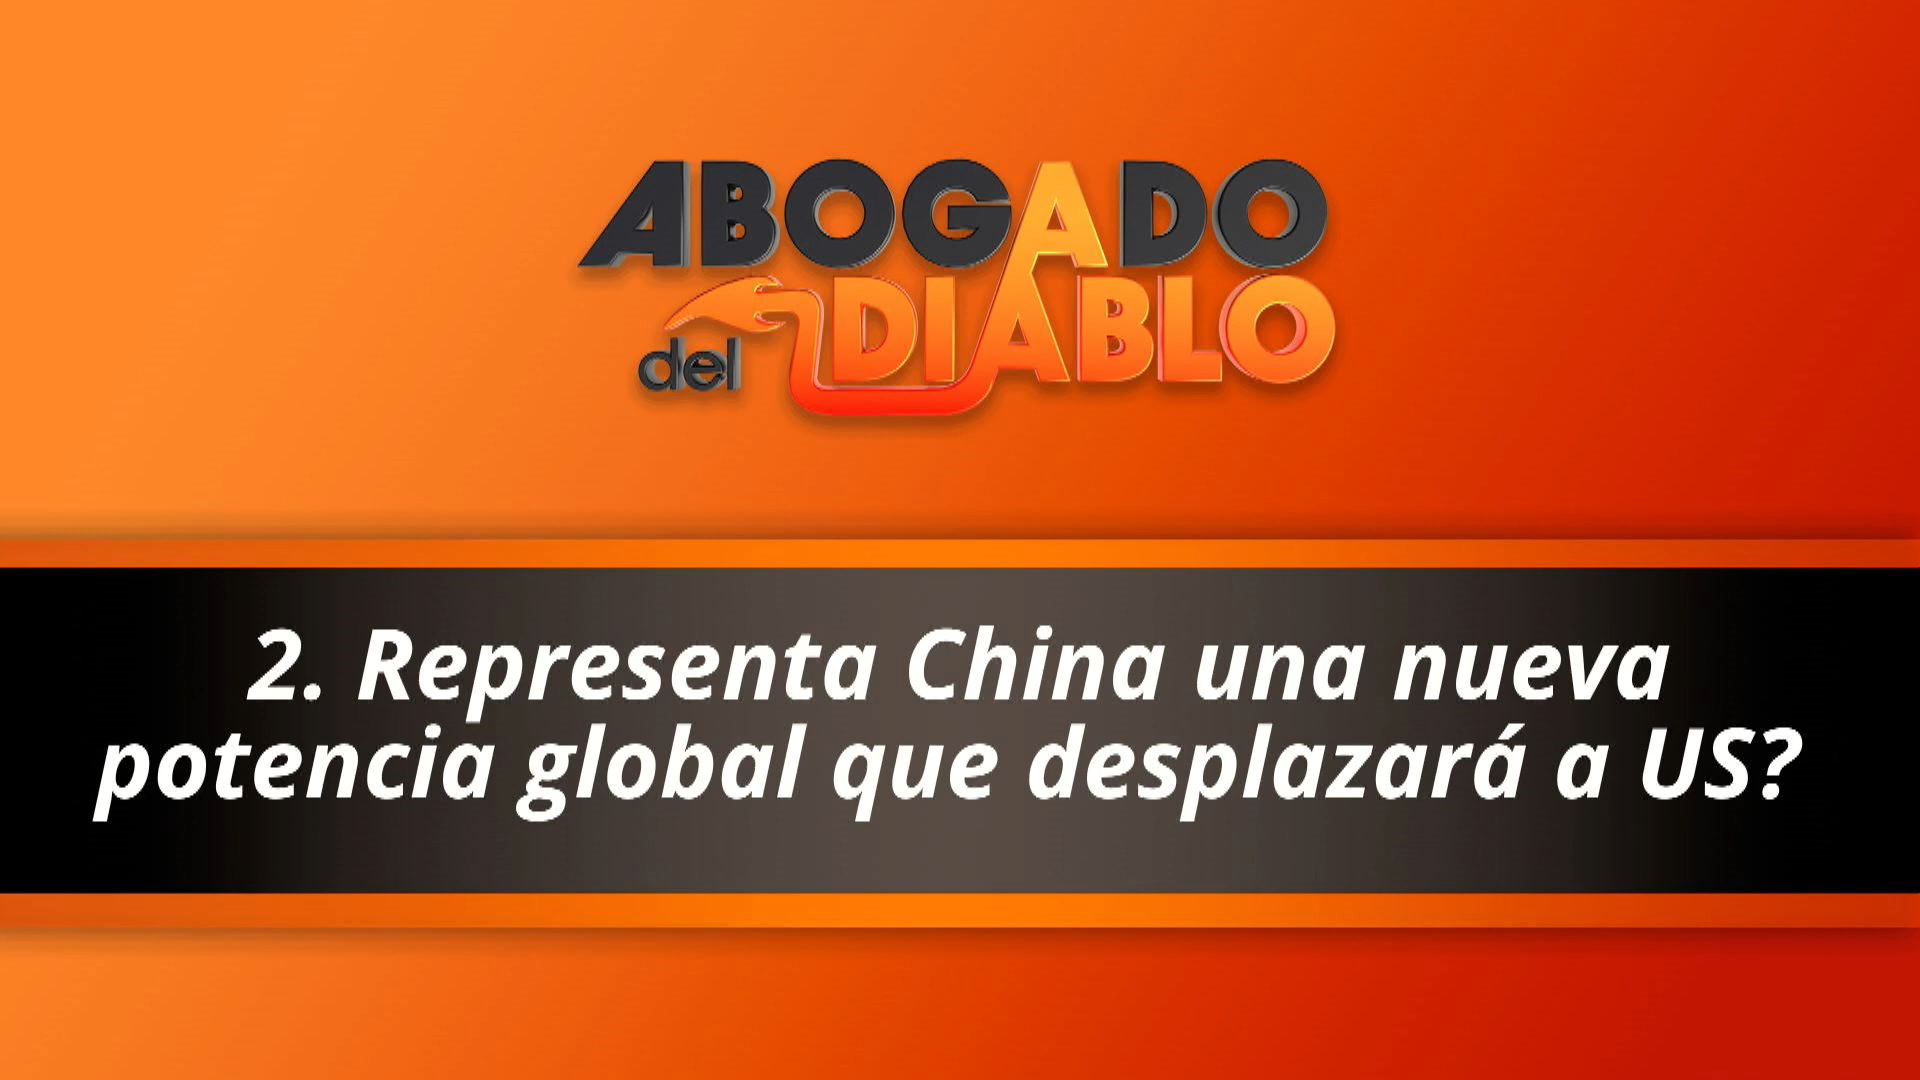 ABOGADO
del DIABLO
2. Representa China una nueva
potencia global que desplazará a US?